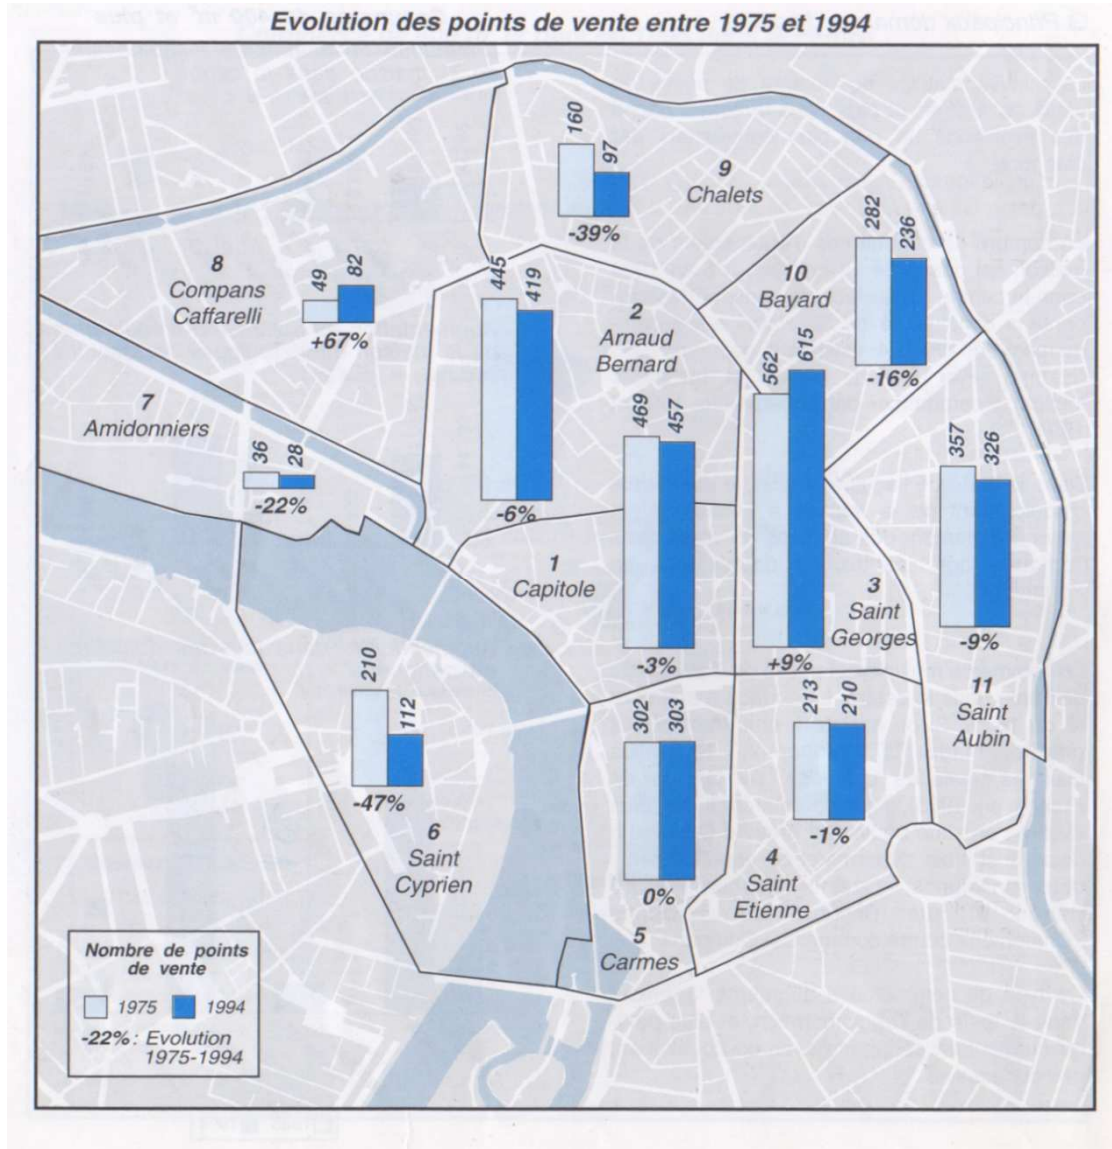 Evolution des points de vente entre 1975 et 1994
160
97
9
Chalets
-39%
282
236
10
Bayard
-16%
8
Compans
Caffarelli
49
82
+67%
445
419
2
Arnaud
Bernard
-6%
7
Amidonniers
36
28
-22%
469
457
1
Capitole
-3%
562
615
3
Saint
Georges
+9%
357
326
-9%
11
Saint
Aubin
210
112
-47%
6
Saint
Cyprien
302
303
0%
5
Carmes
213
210
-1%
4
Saint
Etienne
Nombre de points
de vente
1975 1994
-22% : Evolution
1975-1994